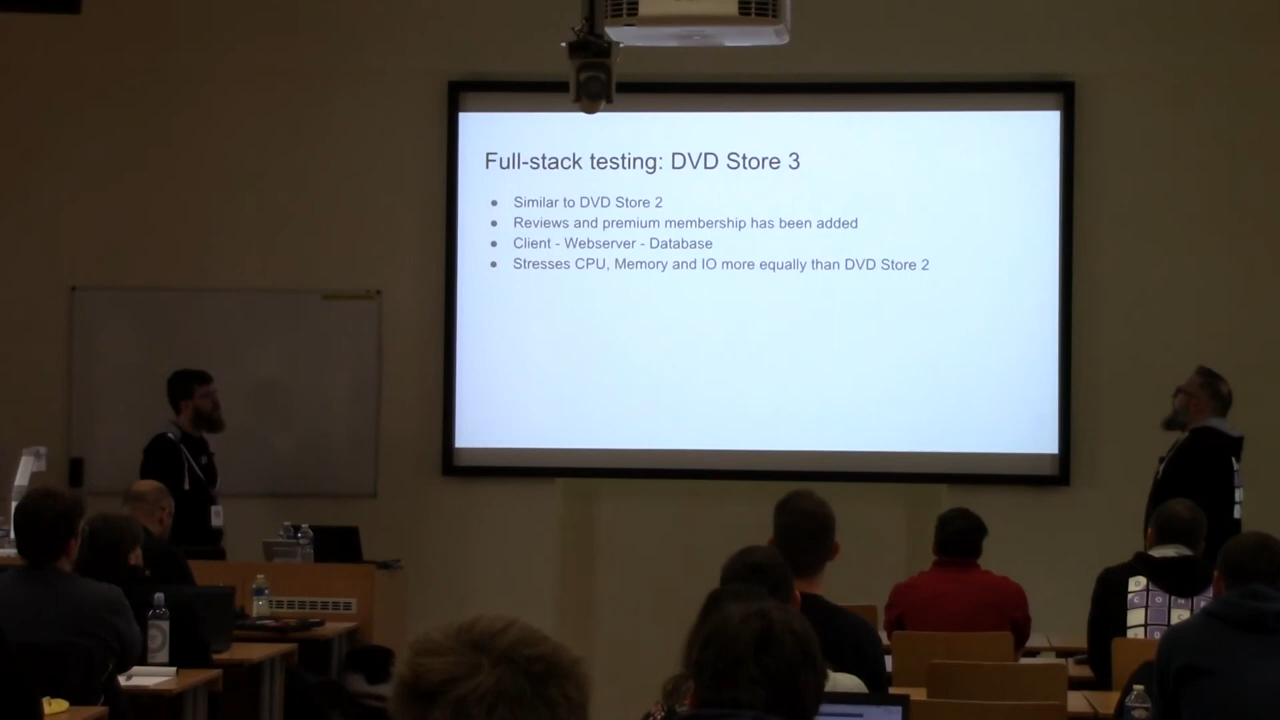 Full-stack testing: DVD Store 3
● Similar to DVD Store 2
● Reviews and premium membership has been added
● Client - Webserver - Database
● Stresses CPU, Memory and IO more equally than DVD Store 2